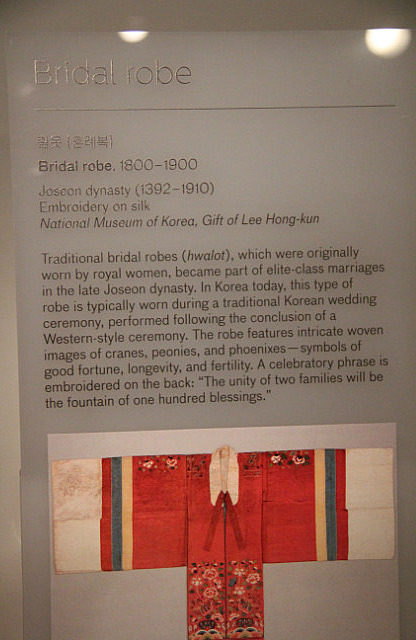 Bridal robe
활옷 (혼례복)
Bridal robe. 1800–1900
Joseon dynasty (1392–1910)
Embroidery on silk
National Museum of Korea, Gift of Lee Hong-kun
Traditional bridal robes (hwalot), which were originally
worn by royal women, became part of elite-class marriages
in the late Joseon dynasty. In Korea today, this type of
robe is typically worn during a traditional Korean wedding
ceremony, performed following the conclusion of a
Western-style ceremony. The robe features intricate woven
images of cranes, peonies, and phoenixes—symbols of
good fortune, longevity, and fertility. A celebratory phrase is
embroidered on the back: “The unity of two families will be
the fountain of one hundred blessings.”